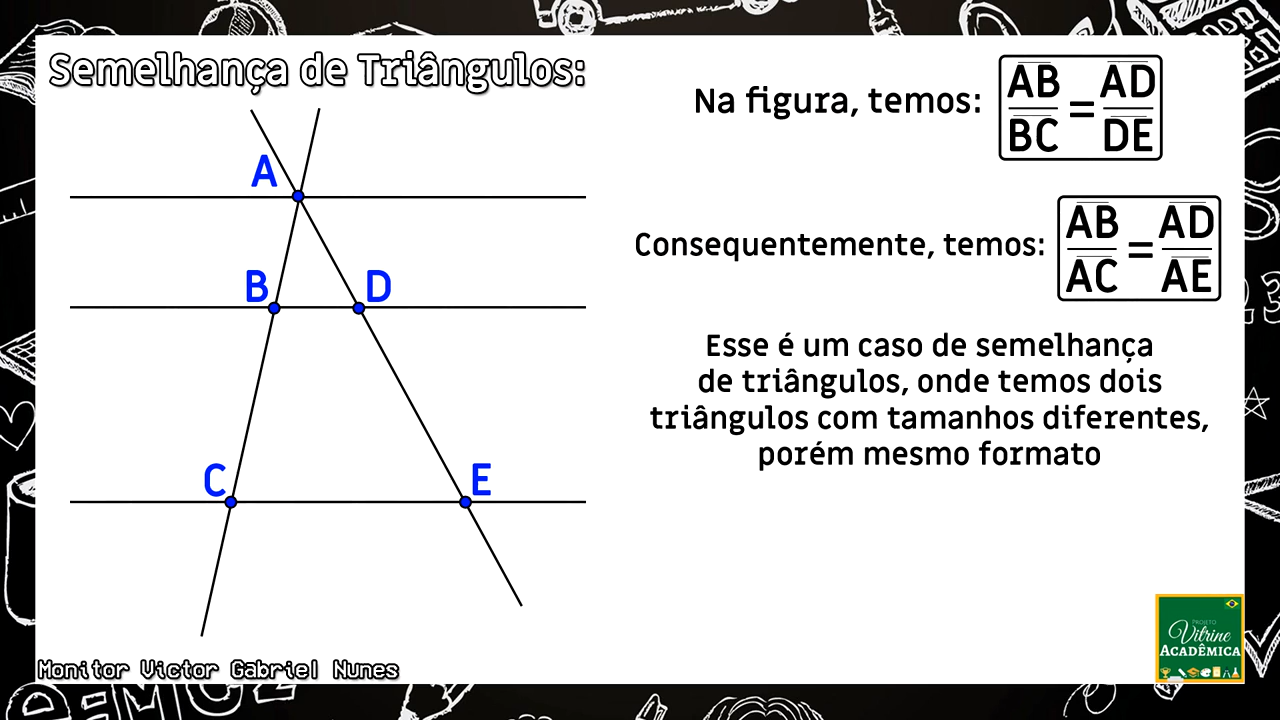 Semelhança de Triângulos:
Na figura, temos: AB/BC = AD/DE
Consequentemente, temos: AB/AC = AD/AE
Esse é um caso de semelhança
de triângulos, onde temos dois
triângulos com tamanhos diferentes,
porém mesmo formato
A
B
D
C
E
Monitor Victor Gabriel Nunes
PROJETO
Vitrine
ACADÊMICA